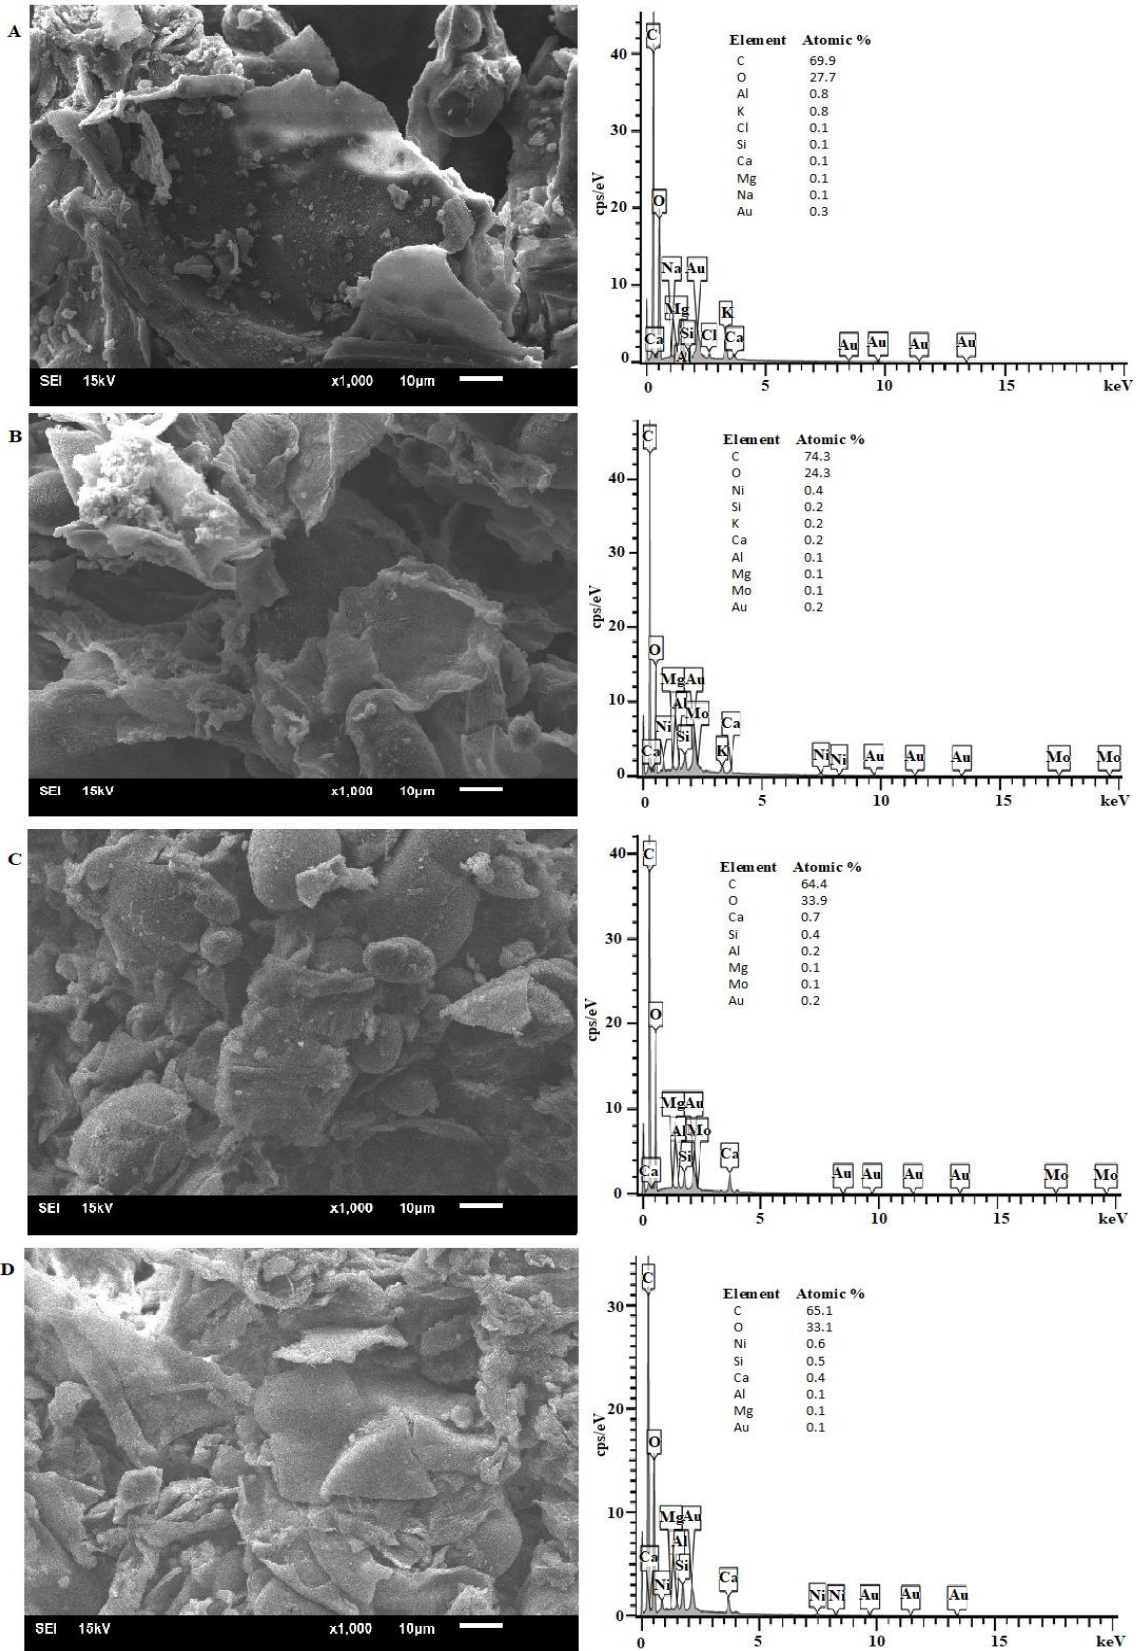 A
SEI 15kV x1,000 10µm
cps/eV
40
30
20
10
0
Element Atomic %
C 69.9
O 27.7
Al 0.8
K 0.8
Cl 0.1
Si 0.1
Ca 0.1
Mg 0.1
Na 0.1
Au 0.3
C
O
Na Au
Mg K
Ca Si Cl Ca
Al Au Au Au Au
0 5 10 15 keV
B
SEI 15kV x1,000 10µm
cps/eV
40
30
20
10
0
Element Atomic %
C 74.3
O 24.3
Ni 0.4
Si 0.2
K 0.2
Ca 0.2
Al 0.1
Mg 0.1
Mo 0.1
Au 0.2
C
O
Mg Au
Al Mo Ca
Ni Si
Ca K Ni Ni Au Au Au Mo Mo
0 5 10 15 keV
C
SEI 15kV x1,000 10µm
cps/eV
40
30
20
10
0
Element Atomic %
C 64.4
O 33.9
Ca 0.7
Si 0.4
Al 0.2
Mg 0.1
Mo 0.1
Au 0.2
C
O
Mg Au
Al Mo
Si Ca
Ca Au Au Au Au Mo Mo
0 5 10 15 keV
D
SEI 15kV x1,000 10µm
cps/eV
30
20
10
0
Element Atomic %
C 65.1
O 33.1
Ni 0.6
Si 0.5
Ca 0.4
Al 0.1
Mg 0.1
Au 0.1
C
O
Mg Au
Al
Ca Si
Ni Ca Ni Ni Au Au Au
0 5 10 15 keV